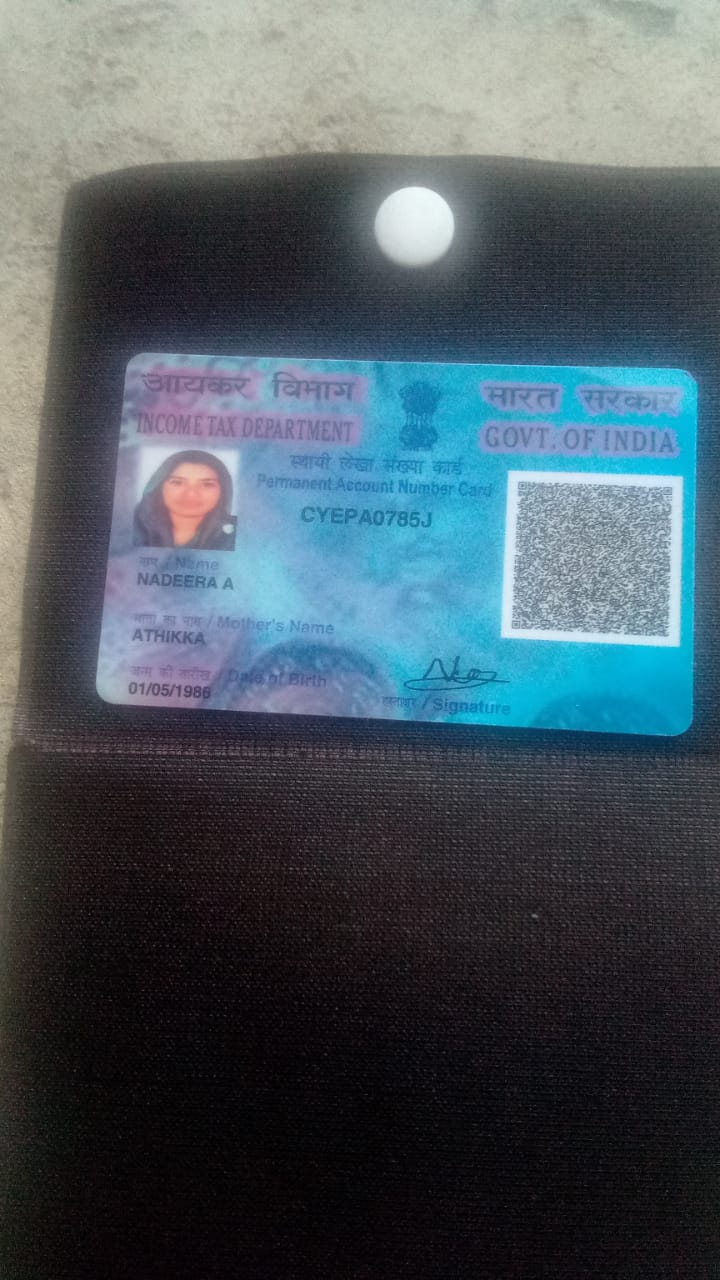 आयकर विभाग
INCOME TAX DEPARTMENT
भारत सरकार
GOVT. OF INDIA
स्थायी लेखा संख्या कार्ड
Permanent Account Number Card
CYEPA0785J
नाम / Name
NADEERA A
माता का नाम / Mother's Name
ATHIKKA
जन्म की तारीख / Date of Birth
01/05/1986
हस्ताक्षर / Signature